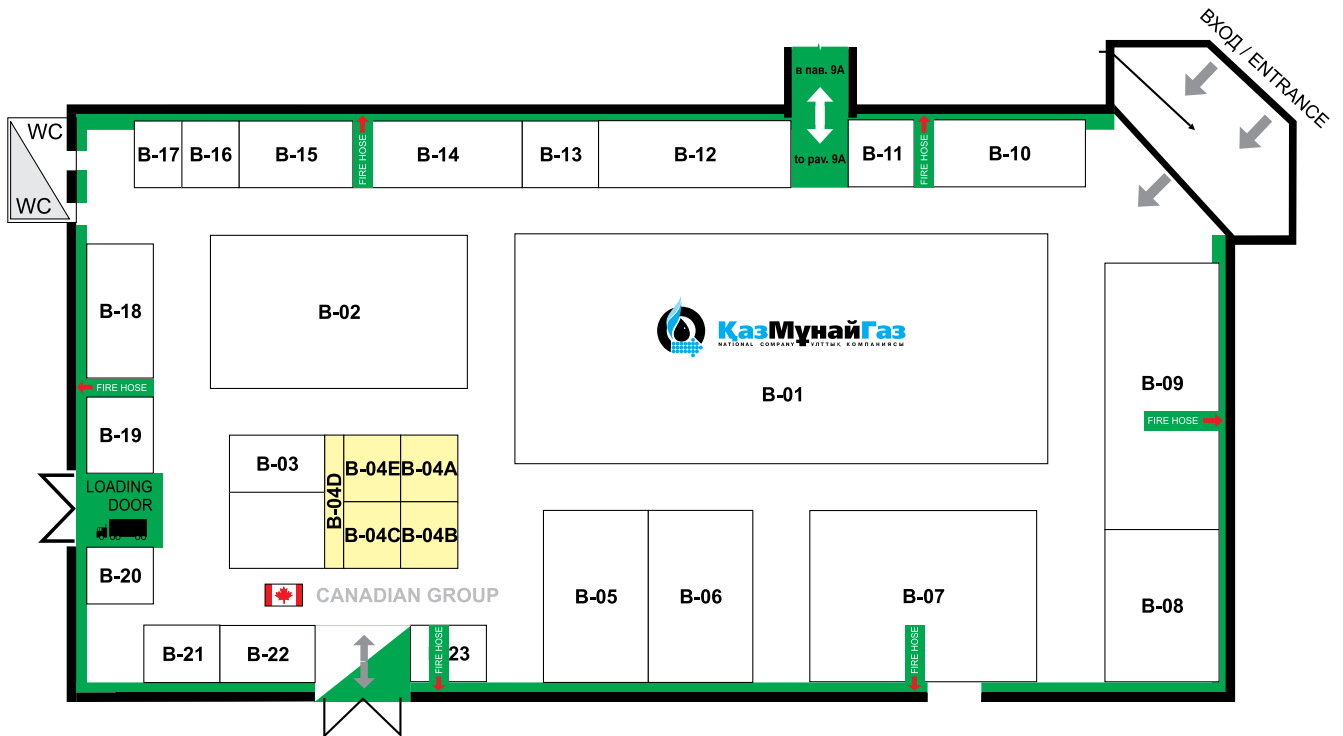 ВХОД / ENTRANCE
в пав. 9A
to pav. 9A
WC
WC
B-17
B-16
B-15
FIRE HOSE
B-14
B-13
B-12
B-11
FIRE HOSE
B-10
B-18
B-02
ҚазМұнайГаз
NATIONAL COMPANY ҰЛТТЫҚ КОМПАНИЯСЫ
B-01
B-09
FIRE HOSE
FIRE HOSE
B-19
B-03
B-04D
B-04E
B-04A
B-04C
B-04B
LOADING
DOOR
B-20
CANADIAN GROUP
B-05
B-06
B-07
B-08
B-21
B-22
FIRE HOSE
23
FIRE HOSE